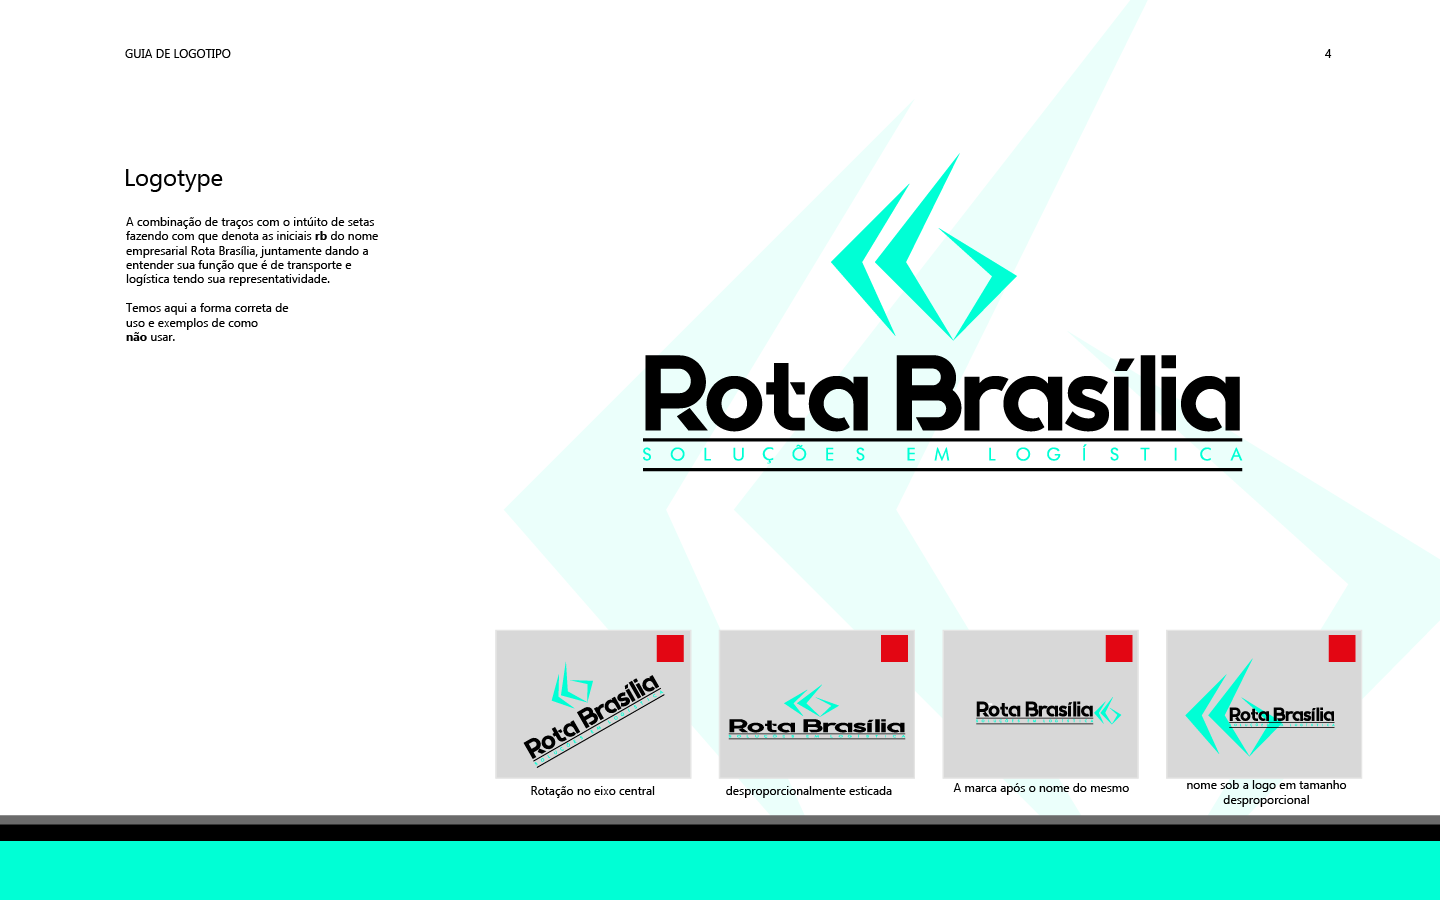 GUIA DE LOGOTIPO
4
Logotype
A combinação de traços com o intúito de setas
fazendo com que denota as iniciais rb do nome
empresarial Rota Brasília, juntamente dando a
entender sua função que é de transporte e
logística tendo sua representatividade.
Temos aqui a forma correta de
uso e exemplos de como
não usar.
Rota Brasília
SOLUÇÕES EM LOGÍSTICA
Rota Brasília
Rota Brasília
Rota Brasília
Rota Brasília
Rotação no eixo central
desproporcionalmente esticada
A marca após o nome do mesmo
nome sob a logo em tamanho
desproporcional